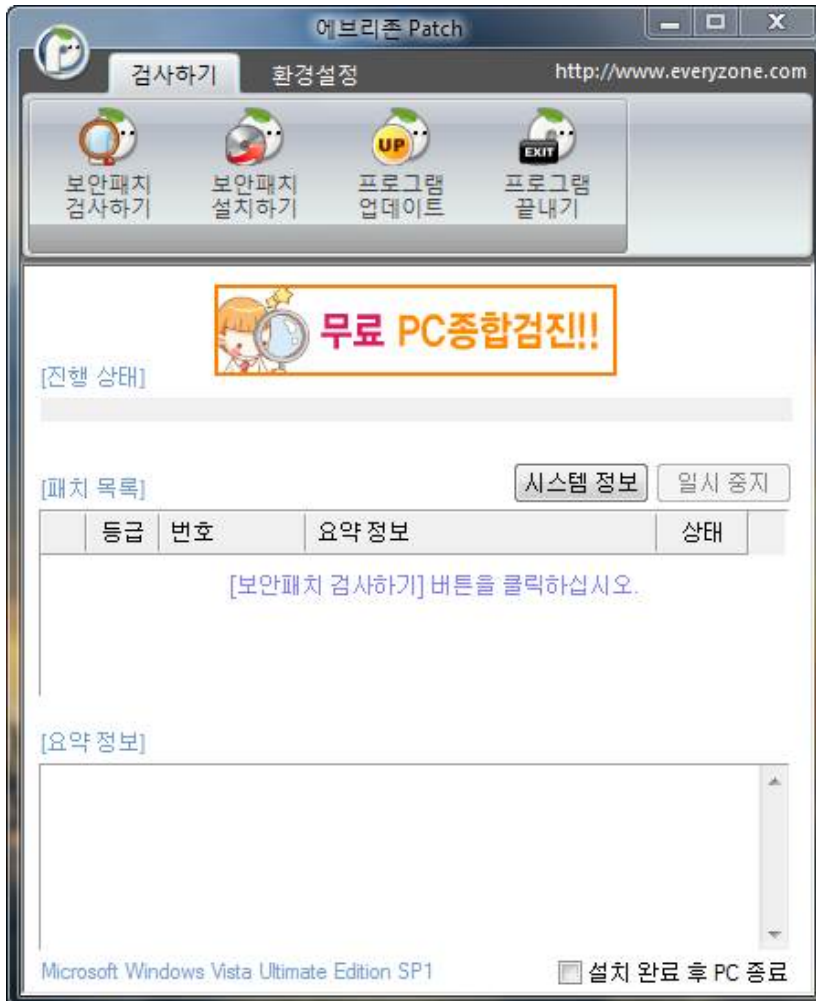 에브리존 Patch
검사하기 환경설정 http://www.everyzone.com
UP EXIT
보안패치 보안패치 프로그램 프로그램
검사하기 설치하기 업데이트 끝내기
무료 PC종합검진!!
[진행 상태]
[패치 목록] 시스템 정보 일시 중지
등급 번호 요약 정보 상태
[보안패치 검사하기] 버튼을 클릭하십시오.
[요약 정보]
Microsoft Windows Vista Ultimate Edition SP1 설치 완료 후 PC 종료